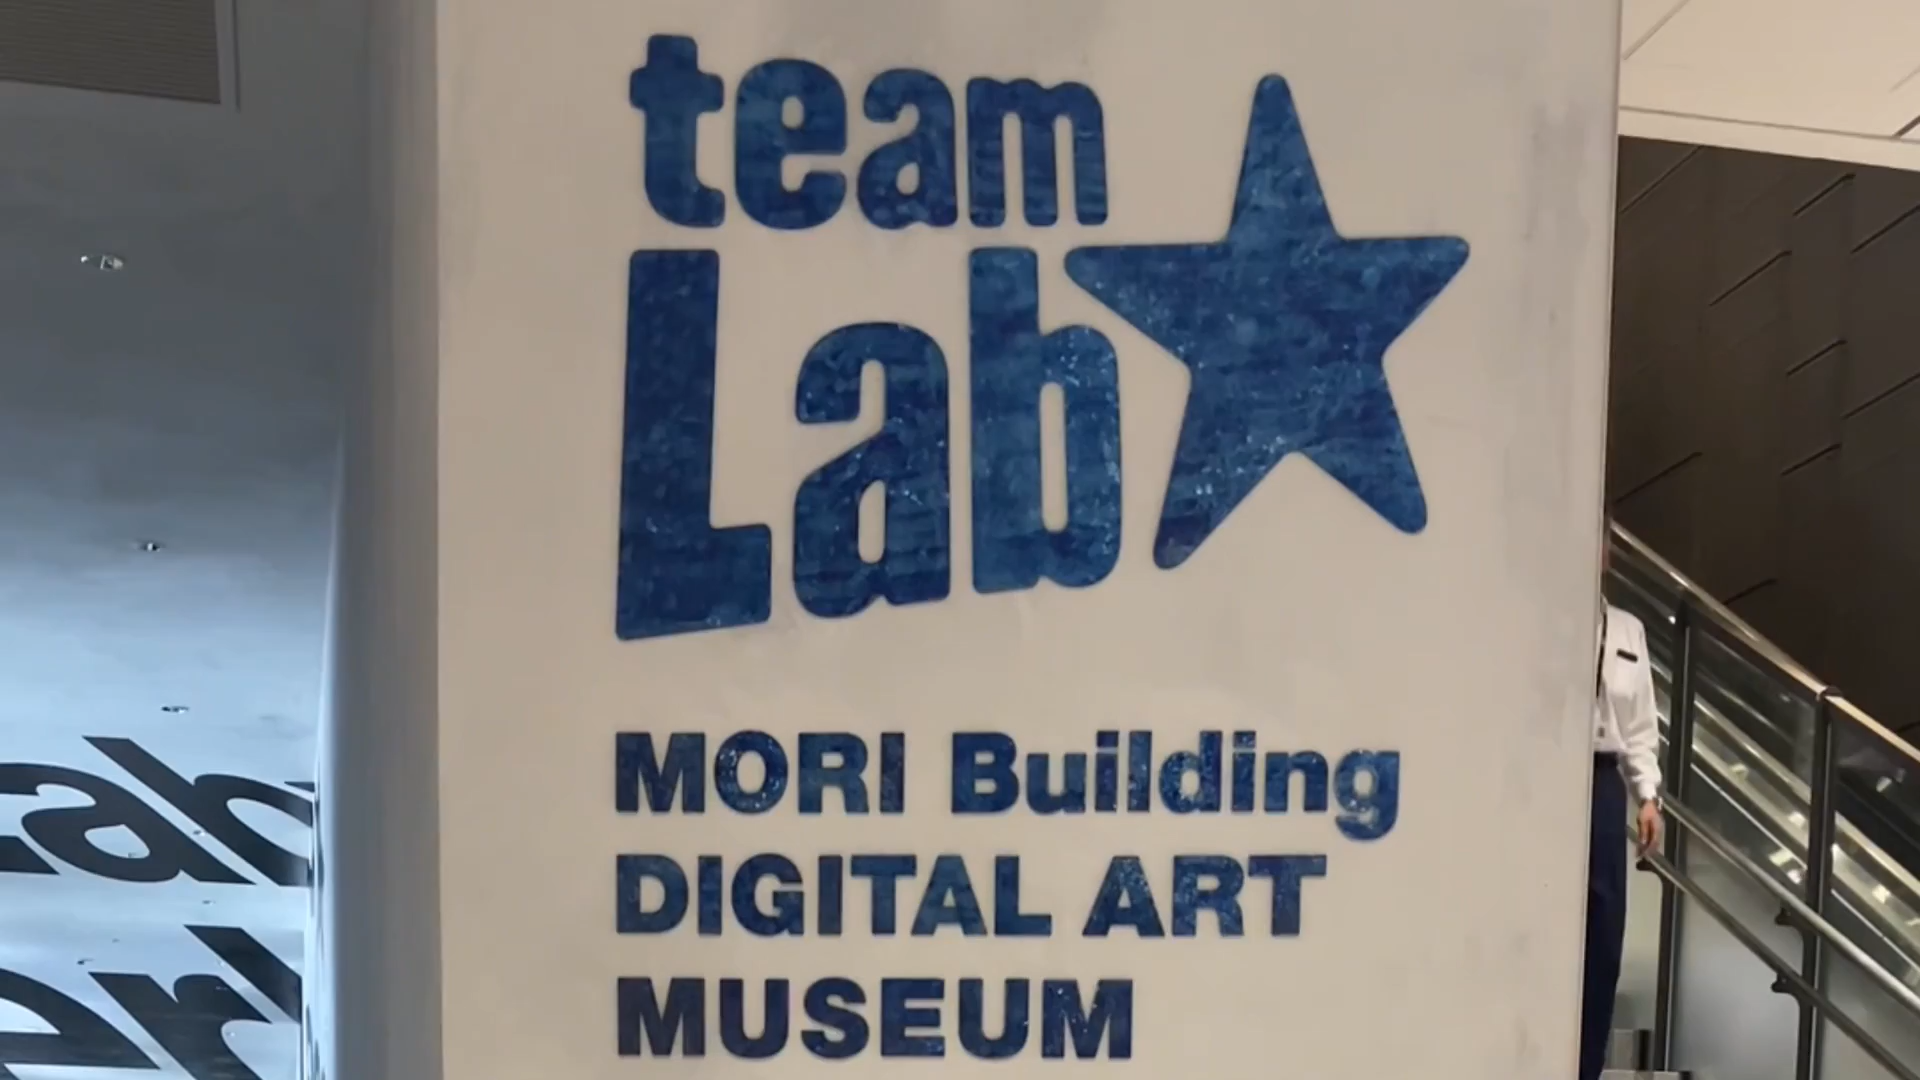 team
Lab
MORI Building
DIGITAL ART
MUSEUM